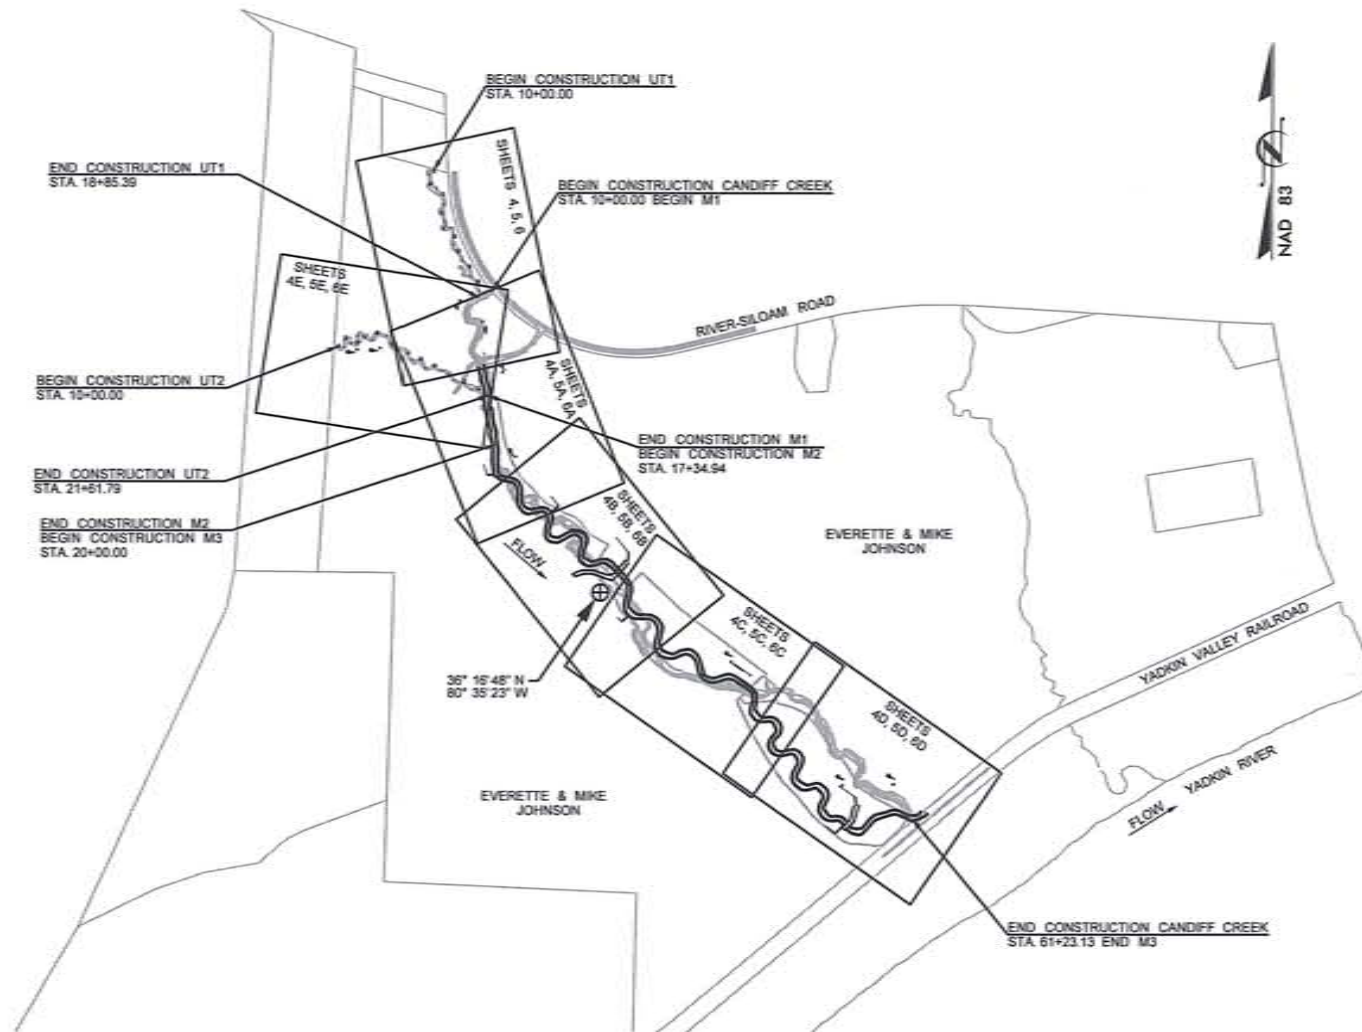 BEGIN CONSTRUCTION UT1
STA. 10+00.00
END CONSTRUCTION UT1
STA. 18+85.39
SHEETS 4, 5, 6
BEGIN CONSTRUCTION CANDIFF CREEK
STA. 10+00.00 BEGIN M1
NAD 83
SHEETS
4E, 5E, 6E
RIVER-SILOAM ROAD
BEGIN CONSTRUCTION UT2
STA. 10+00.00
SHEETS
4A, 5A, 6A
END CONSTRUCTION M1
BEGIN CONSTRUCTION M2
STA. 17+34.94
END CONSTRUCTION UT2
STA. 21+61.79
END CONSTRUCTION M2
BEGIN CONSTRUCTION M3
STA. 20+00.00
SHEETS
4B, 5B, 6B
FLOW
EVERETTE & MIKE
JOHNSON
SHEETS
4C, 5C, 6C
YADKIN VALLEY RAILROAD
36° 16' 48" N
80° 35' 23" W
SHEETS
4D, 5D, 6D
EVERETTE & MIKE
JOHNSON
FLOW
YADKIN RIVER
END CONSTRUCTION CANDIFF CREEK
STA. 61+23.13 END M3